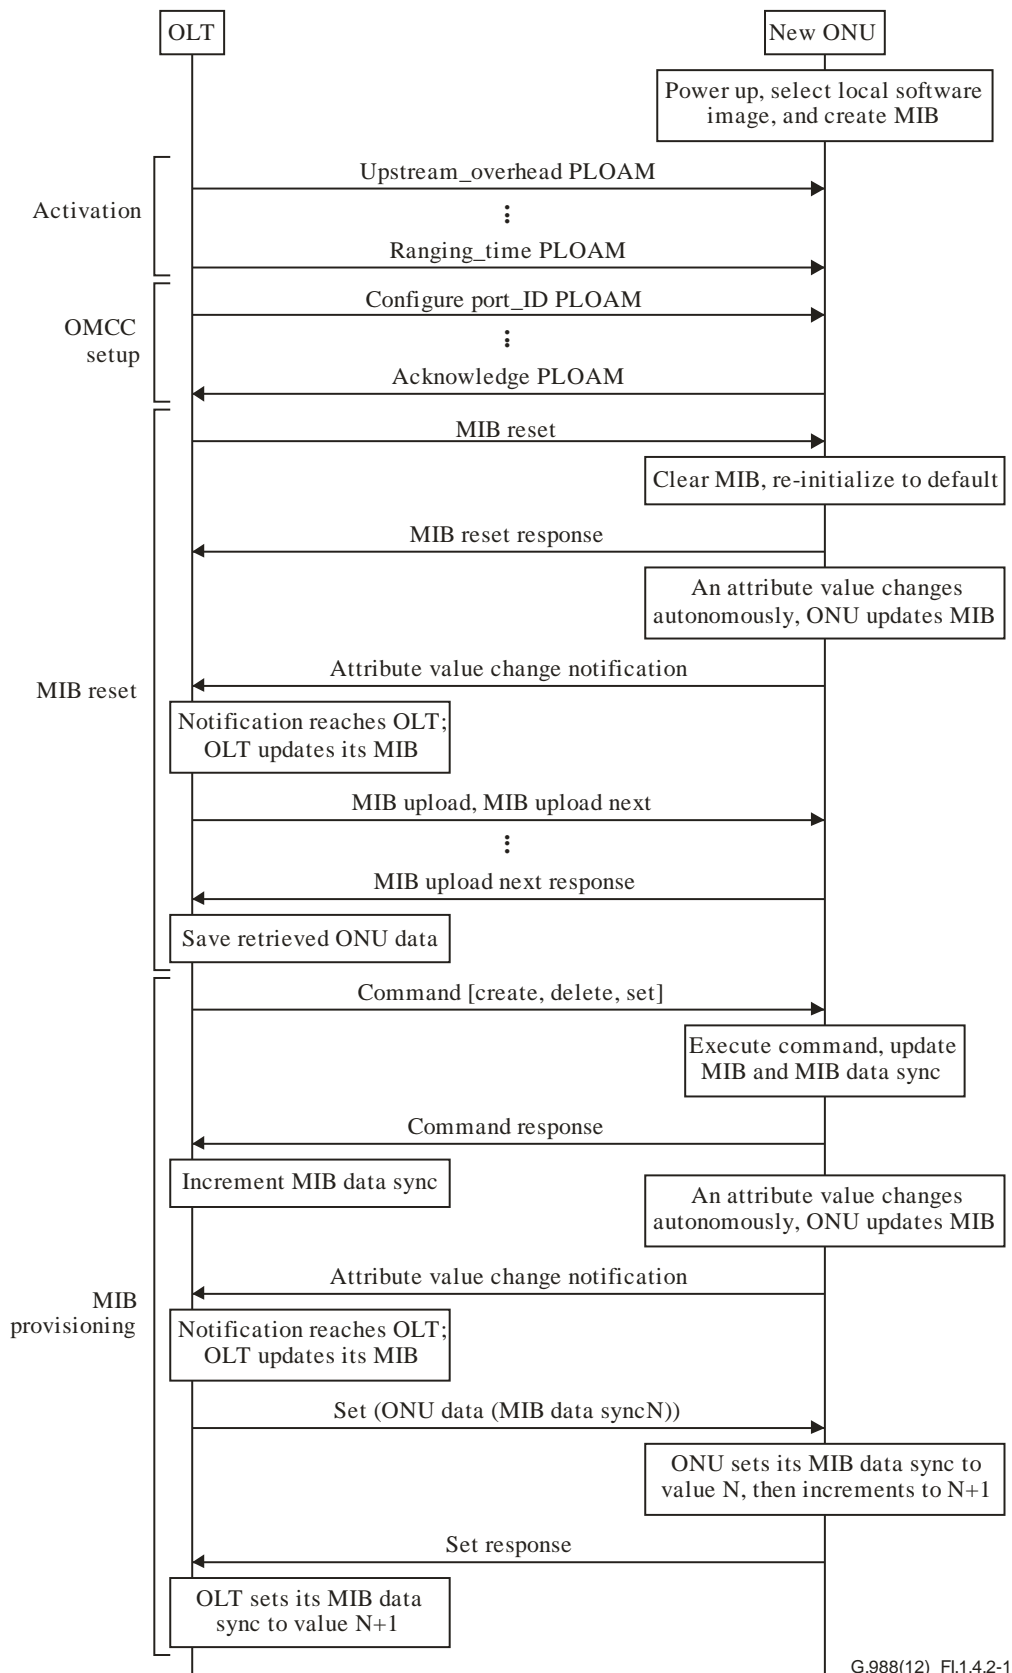 OLT
New ONU
Power up, select local software
image, and create MIB
Activation
Upstream_overhead PLOAM
Ranging_time PLOAM
OMCC
setup
Configure port_ID PLOAM
Acknowledge PLOAM
MIB reset
MIB reset
Clear MIB, re-initialize to default
MIB reset response
An attribute value changes
autonomously, ONU updates MIB
Attribute value change notification
Notification reaches OLT;
OLT updates its MIB
MIB upload, MIB upload next
MIB upload next response
Save retrieved ONU data
MIB
provisioning
Command [create, delete, set]
Execute command, update
MIB and MIB data sync
Command response
Increment MIB data sync
An attribute value changes
autonomously, ONU updates MIB
Attribute value change notification
Notification reaches OLT;
OLT updates its MIB
Set (ONU data (MIB data syncN))
ONU sets its MIB data sync to
value N, then increments to N+1
Set response
OLT sets its MIB data
sync to value N+1
G.988(12)_FI.1.4.2-1